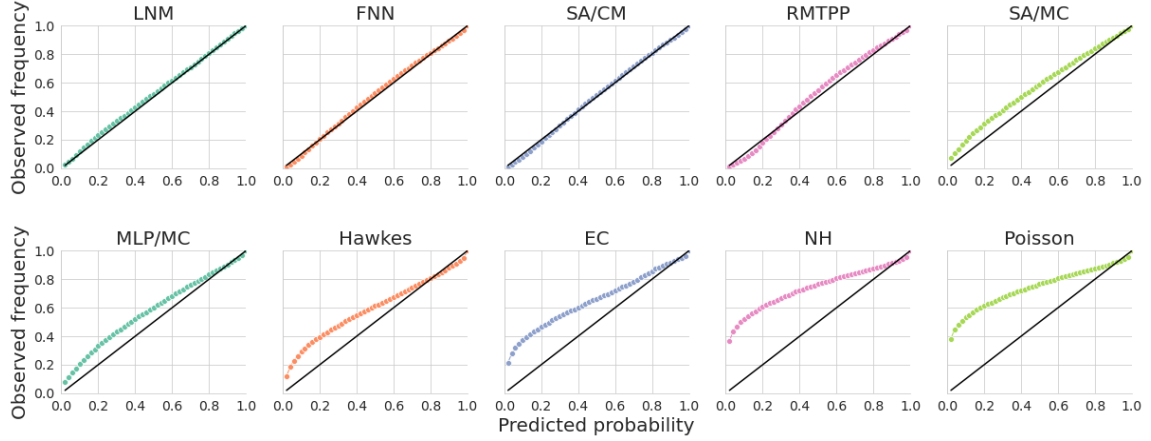 LNM FNN SA/CM RMTPP SA/MC
Observed frequency
1.0
0.8
0.6
0.4
0.2
0.0
0.0 0.2 0.4 0.6 0.8 1.0 0.0 0.2 0.4 0.6 0.8 1.0 0.0 0.2 0.4 0.6 0.8 1.0 0.0 0.2 0.4 0.6 0.8 1.0 0.0 0.2 0.4 0.6 0.8 1.0
MLP/MC Hawkes EC NH Poisson
Observed frequency
1.0
0.8
0.6
0.4
0.2
0.0
0.0 0.2 0.4 0.6 0.8 1.0 0.0 0.2 0.4 0.6 0.8 1.0 0.0 0.2 0.4 0.6 0.8 1.0 0.0 0.2 0.4 0.6 0.8 1.0 0.0 0.2 0.4 0.6 0.8 1.0
Predicted probability